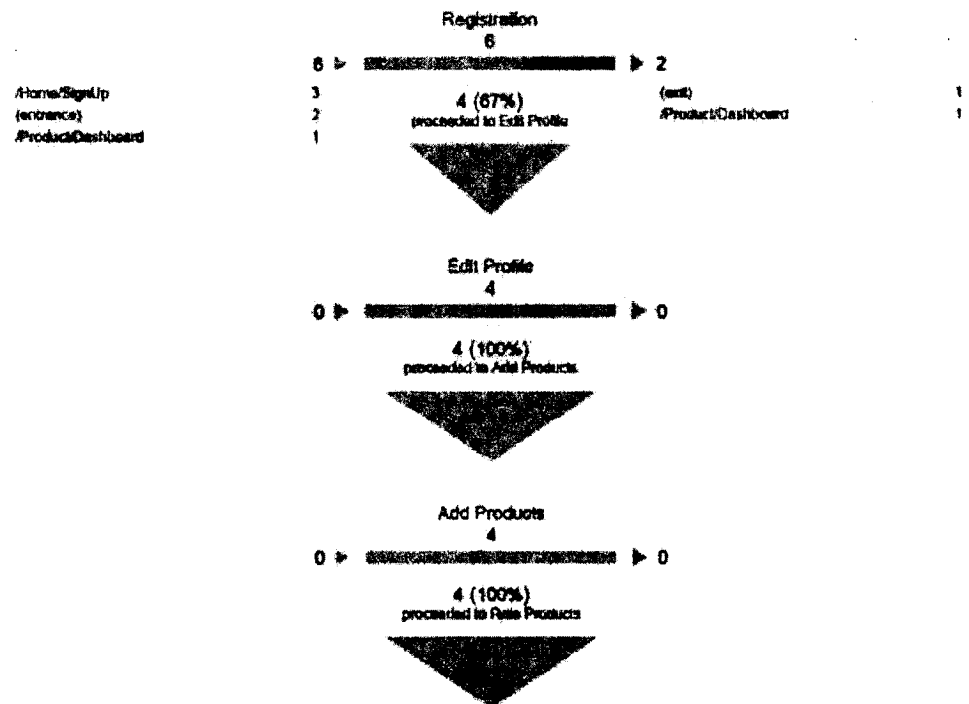 Registration
6
6 2
/Home/SignUp 3
(entrance) 2
/Product/Dashboard 1
4 (67%)
proceeded to Edit Profile
(exit) 1
/Product/Dashboard 1
Edit Profile
4
0 0
4 (100%)
proceeded to Add Products
Add Products
4
0 0
4 (100%)
proceeded to Rate Products